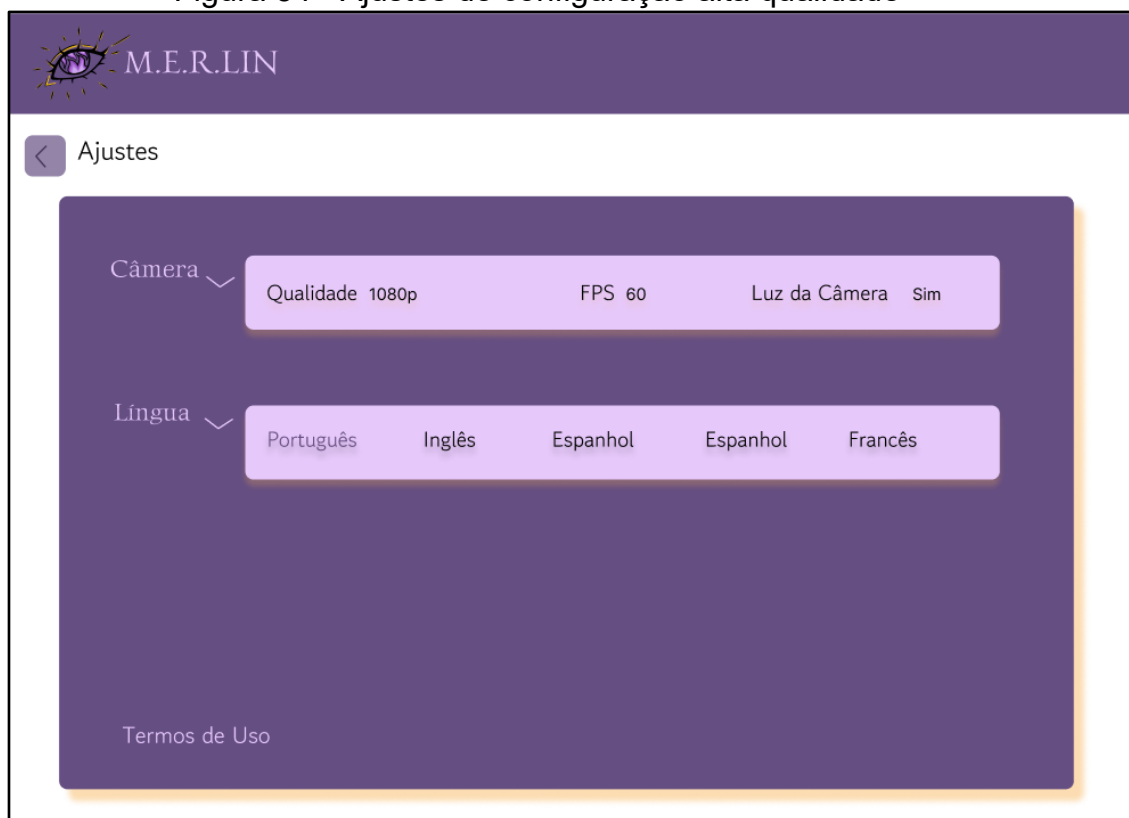 M.E.R.LIN
Ajustes
Câmera
Qualidade 1080p FPS 60 Luz da Câmera Sim
Língua
Português Inglês Espanhol Espanhol Francês
Termos de Uso